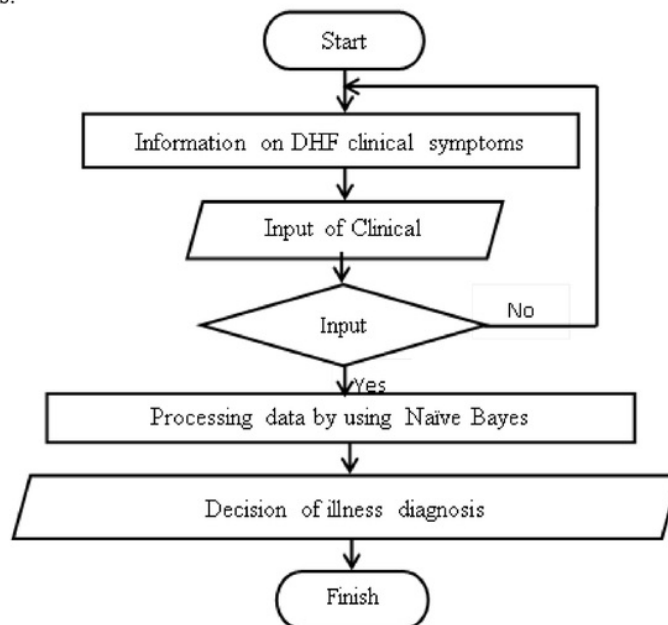 s.
Start
Information on DHF clinical symptoms
Input of Clinical
Input
No
Yes
Processing data by using Naïve Bayes
Decision of illness diagnosis
Finish